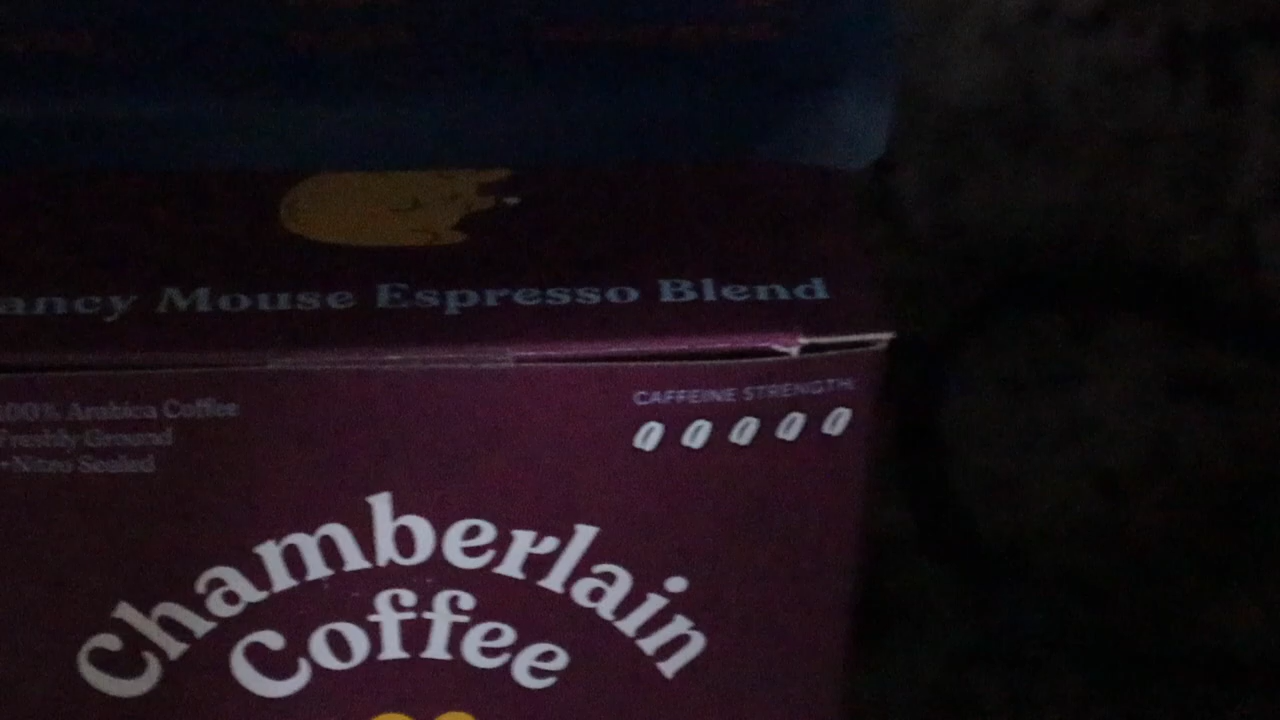 ancy Mouse Espresso Blend
100% Arabica Coffee
CAFFEINE STRENGTH
Freshly Ground
•Nitro Sealed
Chamberlain
Coffee